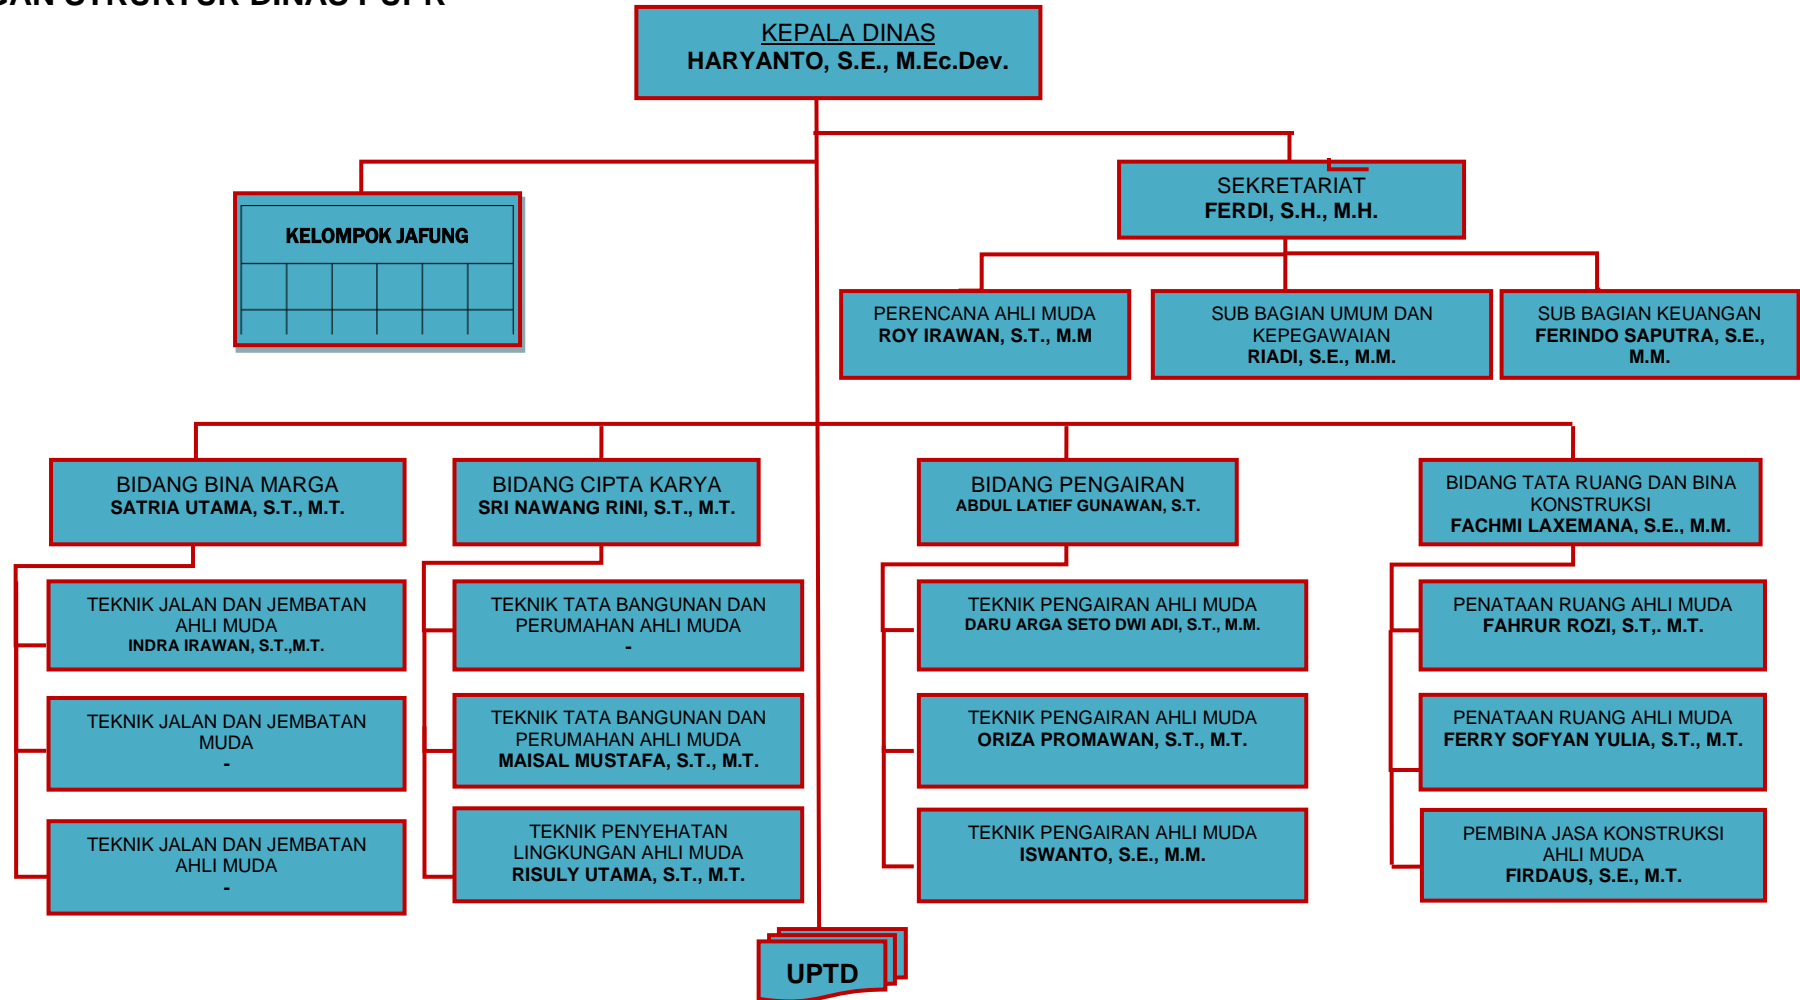 STRUKTUR DINAS PUPR
KEPALA DINAS
HARYANTO, S.E., M.Ec.Dev.
SEKRETARIAT
FERDI, S.H., M.H.
KELOMPOK JAFUNG
PERENCANA AHLI MUDA
ROY IRAWAN, S.T., M.M
SUB BAGIAN UMUM DAN
KEPEGAWAIAN
RIADI, S.E., M.M.
SUB BAGIAN KEUANGAN
FERINDO SAPUTRA, S.E.,
M.M.
BIDANG BINA MARGA
SATRIA UTAMA, S.T., M.T.
BIDANG CIPTA KARYA
SRI NAWANG RINI, S.T., M.T.
BIDANG PENGAIRAN
ABDUL LATIEF GUNAWAN, S.T.
BIDANG TATA RUANG DAN BINA
KONSTRUKSI
FACHMI LAXEMANA, S.E., M.M.
TEKNIK JALAN DAN JEMBATAN
AHLI MUDA
INDRA IRAWAN, S.T.,M.T.
TEKNIK TATA BANGUNAN DAN
PERUMAHAN AHLI MUDA
-
TEKNIK PENGAIRAN AHLI MUDA
DARU ARGA SETO DWI ADI, S.T., M.M.
PENATAAN RUANG AHLI MUDA
FAHRUR ROZI, S.T,. M.T.
TEKNIK JALAN DAN JEMBATAN
MUDA
-
TEKNIK TATA BANGUNAN DAN
PERUMAHAN AHLI MUDA
MAISAL MUSTAFA, S.T., M.T.
TEKNIK PENGAIRAN AHLI MUDA
ORIZA PROMAWAN, S.T., M.T.
PENATAAN RUANG AHLI MUDA
FERRY SOFYAN YULIA, S.T., M.T.
TEKNIK JALAN DAN JEMBATAN
AHLI MUDA
-
TEKNIK PENYEHATAN
LINGKUNGAN AHLI MUDA
RISULY UTAMA, S.T., M.T.
TEKNIK PENGAIRAN AHLI MUDA
ISWANTO, S.E., M.M.
PEMBINA JASA KONSTRUKSI
AHLI MUDA
FIRDAUS, S.E., M.T.
UPTD